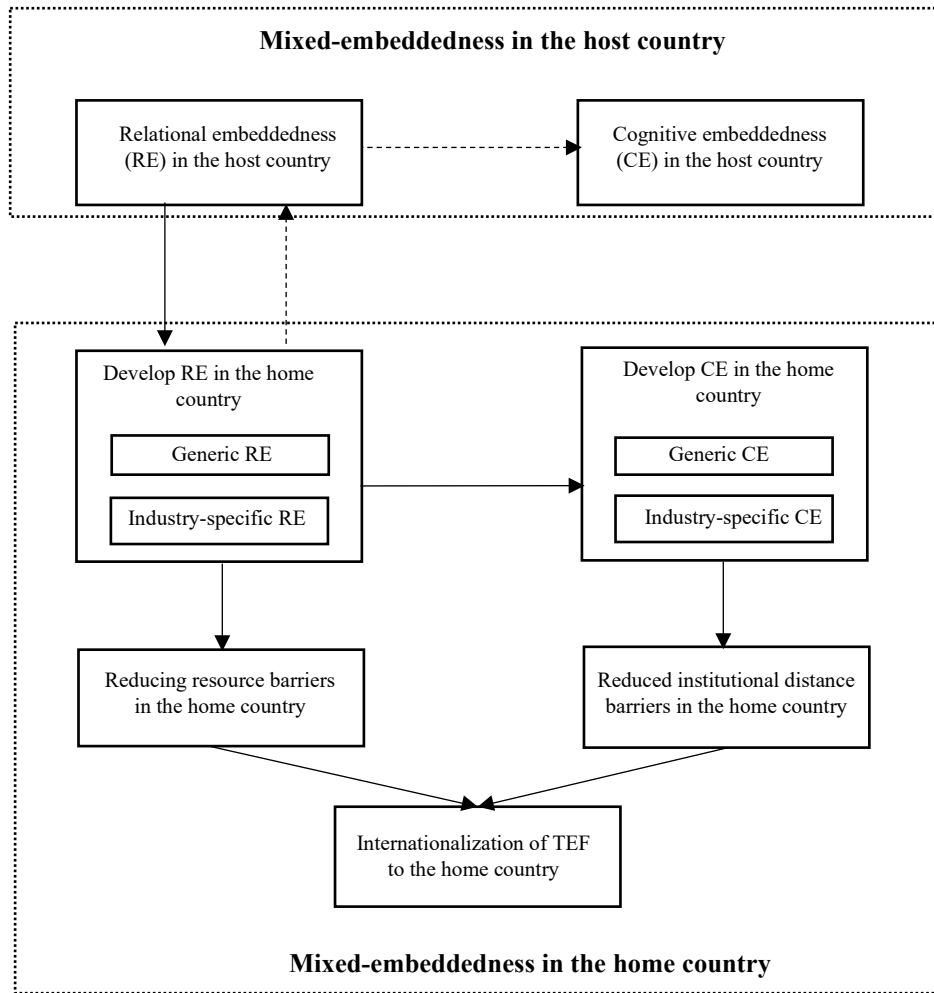 Mixed-embeddedness in the host country
Relational embeddedness
(RE) in the host country
Cognitive embeddedness
(CE) in the host country
Develop RE in the home
country
Generic RE
Industry-specific RE
Develop CE in the home
country
Generic CE
Industry-specific CE
Reducing resource barriers
in the home country
Reduced institutional distance
barriers in the home country
Internationalization of TEF
to the home country
Mixed-embeddedness in the home country